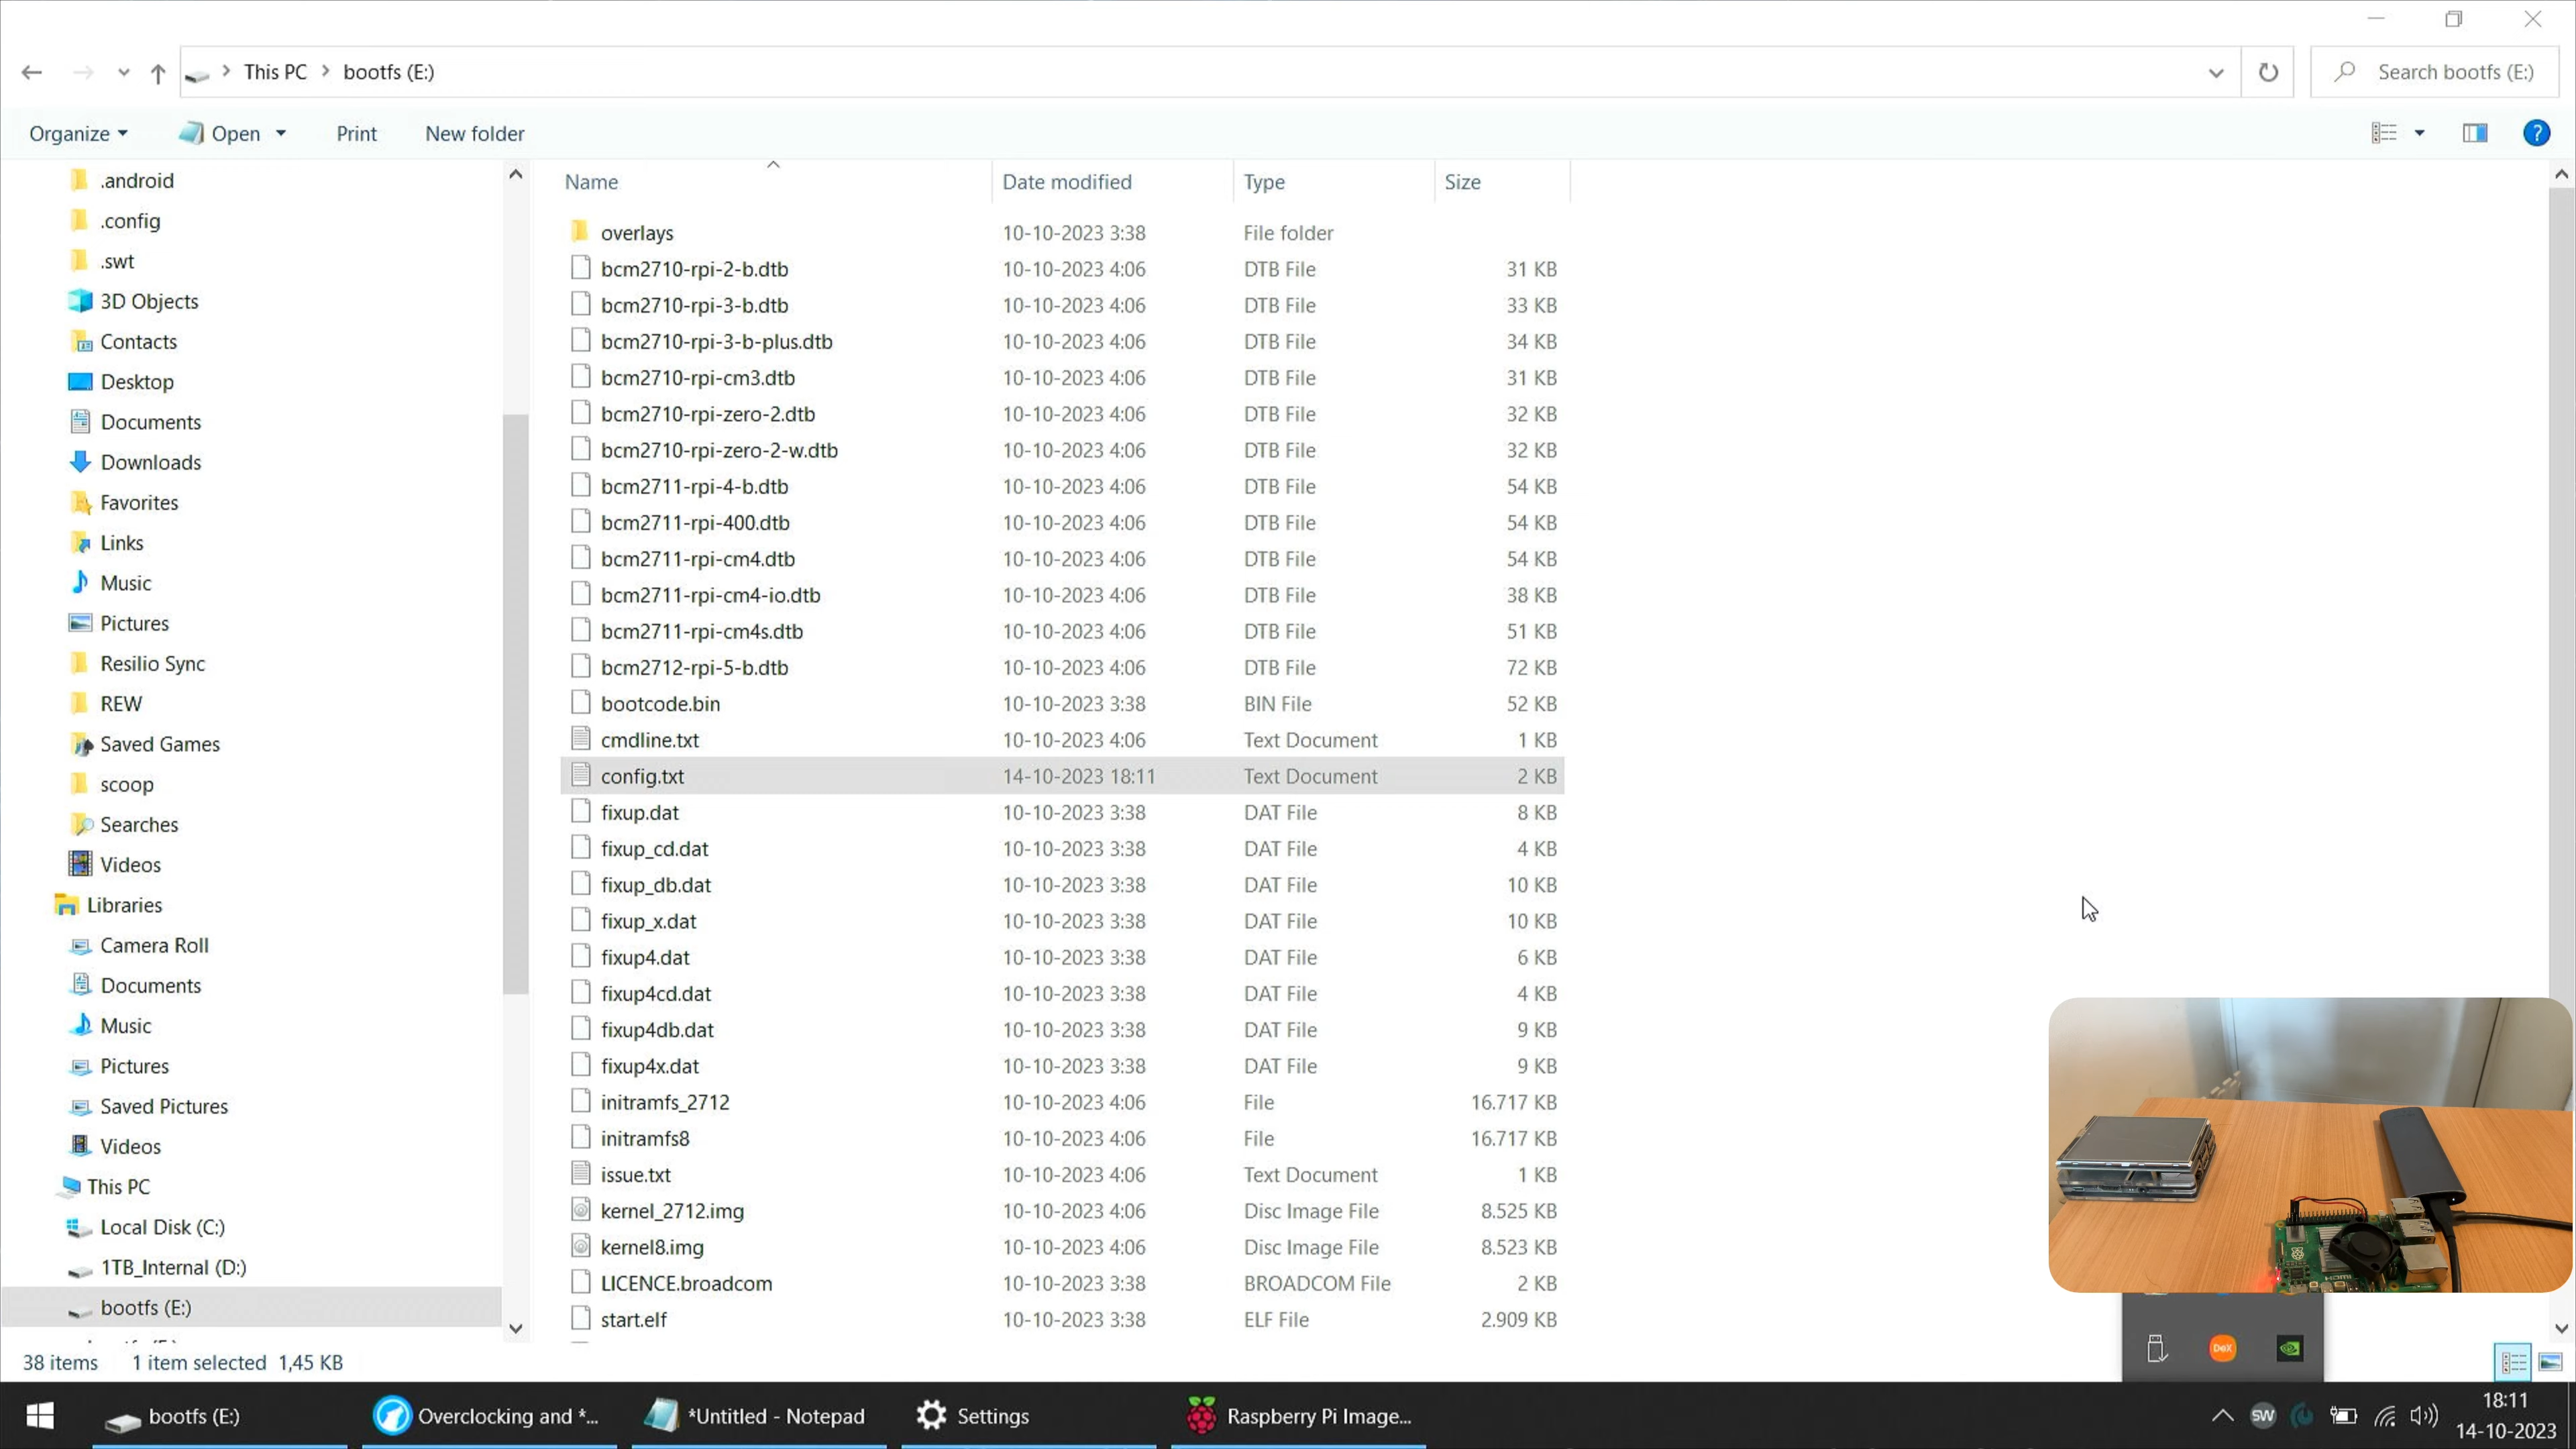 This PC > bootfs (E:)
Search bootfs (E:)
Organize
Open
Print
New folder
?
.android
.config
.swt
3D Objects
Contacts
Desktop
Documents
Downloads
Favorites
Links
Music
Pictures
Resilio Sync
REW
Saved Games
scoop
Searches
Videos
Libraries
Camera Roll
Documents
Music
Pictures
Saved Pictures
Videos
This PC
Local Disk (C:)
1TB_Internal (D:)
bootfs (E:)
Name Date modified Type Size
overlays 10-10-2023 3:38 File folder
bcm2710-rpi-2-b.dtb 10-10-2023 4:06 DTB File 31 KB
bcm2710-rpi-3-b.dtb 10-10-2023 4:06 DTB File 33 KB
bcm2710-rpi-3-b-plus.dtb 10-10-2023 4:06 DTB File 34 KB
bcm2710-rpi-cm3.dtb 10-10-2023 4:06 DTB File 31 KB
bcm2710-rpi-zero-2.dtb 10-10-2023 4:06 DTB File 32 KB
bcm2710-rpi-zero-2-w.dtb 10-10-2023 4:06 DTB File 32 KB
bcm2711-rpi-4-b.dtb 10-10-2023 4:06 DTB File 54 KB
bcm2711-rpi-400.dtb 10-10-2023 4:06 DTB File 54 KB
bcm2711-rpi-cm4.dtb 10-10-2023 4:06 DTB File 54 KB
bcm2711-rpi-cm4-io.dtb 10-10-2023 4:06 DTB File 38 KB
bcm2711-rpi-cm4s.dtb 10-10-2023 4:06 DTB File 51 KB
bcm2712-rpi-5-b.dtb 10-10-2023 4:06 DTB File 72 KB
bootcode.bin 10-10-2023 3:38 BIN File 52 KB
cmdline.txt 10-10-2023 4:06 Text Document 1 KB
config.txt 14-10-2023 18:11 Text Document 2 KB
fixup.dat 10-10-2023 3:38 DAT File 8 KB
fixup_cd.dat 10-10-2023 3:38 DAT File 4 KB
fixup_db.dat 10-10-2023 3:38 DAT File 10 KB
fixup_x.dat 10-10-2023 3:38 DAT File 10 KB
fixup4.dat 10-10-2023 3:38 DAT File 6 KB
fixup4cd.dat 10-10-2023 3:38 DAT File 4 KB
fixup4db.dat 10-10-2023 3:38 DAT File 9 KB
fixup4x.dat 10-10-2023 3:38 DAT File 9 KB
initramfs_2712 10-10-2023 4:06 File 16.717 KB
initramfs8 10-10-2023 4:06 File 16.717 KB
issue.txt 10-10-2023 4:06 Text Document 1 KB
kernel_2712.img 10-10-2023 4:06 Disc Image File 8.525 KB
kernel8.img 10-10-2023 4:06 Disc Image File 8.523 KB
LICENCE.broadcom 10-10-2023 3:38 BROADCOM File 2 KB
start.elf 10-10-2023 3:38 ELF File 2.909 KB
38 items 1 item selected 1,45 KB
DeX
bootfs (E:)
Overclocking and *...
*Untitled - Notepad
Settings
Raspberry Pi Image...
SW
18:11
14-10-2023